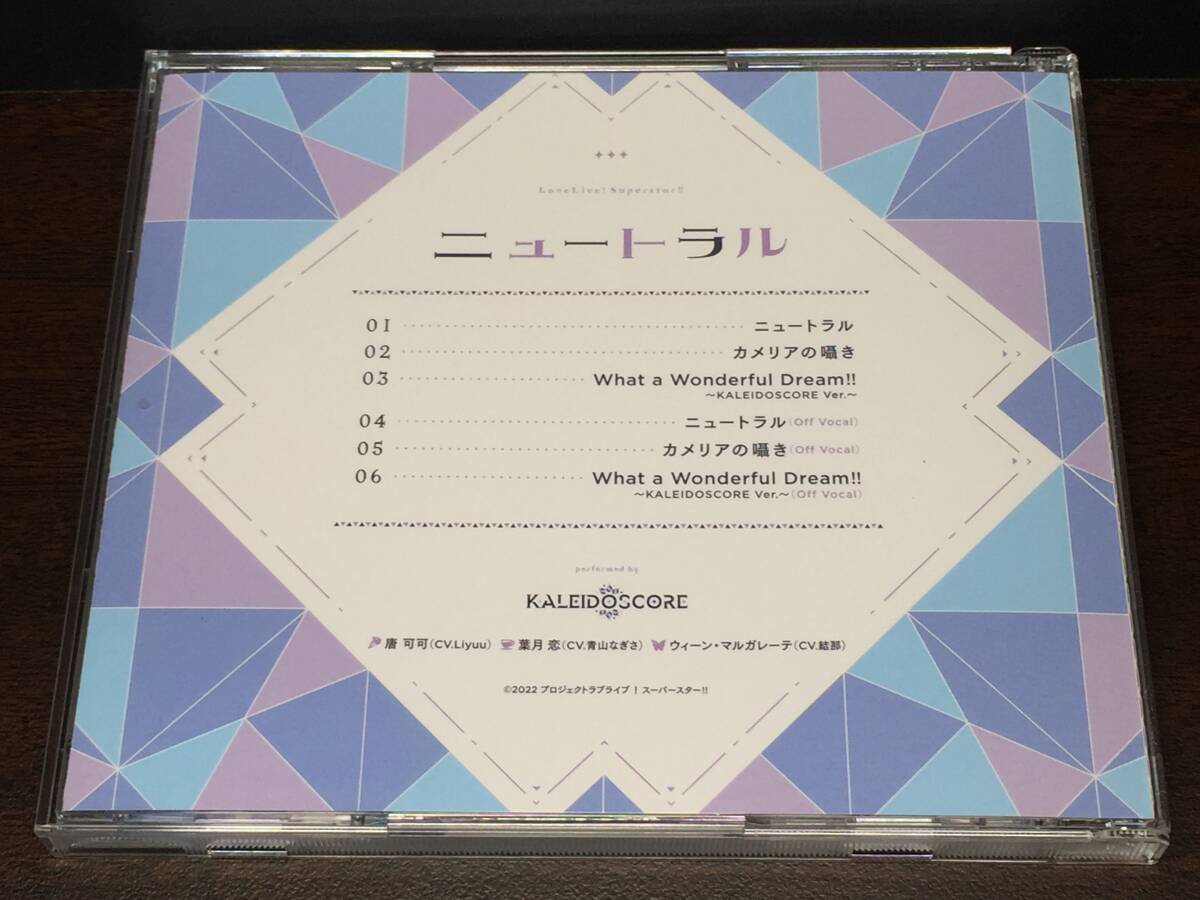 LoveLive! Superstar!!
ニュートラル
01 ニュートラル
02 カメリアの囁き
03 What a Wonderful Dream!!
～KALEIDOSCORE Ver.～
04 ニュートラル(Off Vocal)
05 カメリアの囁き(Off Vocal)
06 What a Wonderful Dream!!
～KALEIDOSCORE Ver.～(Off Vocal)
performed by
KALEIDOSCORE
唐 可可(CV.Liyuu) 葉月 恋(CV.青山なぎさ) ウィーン・マルガレーテ(CV.結那)
©2022 プロジェクトラブライブ！スーパースター!!